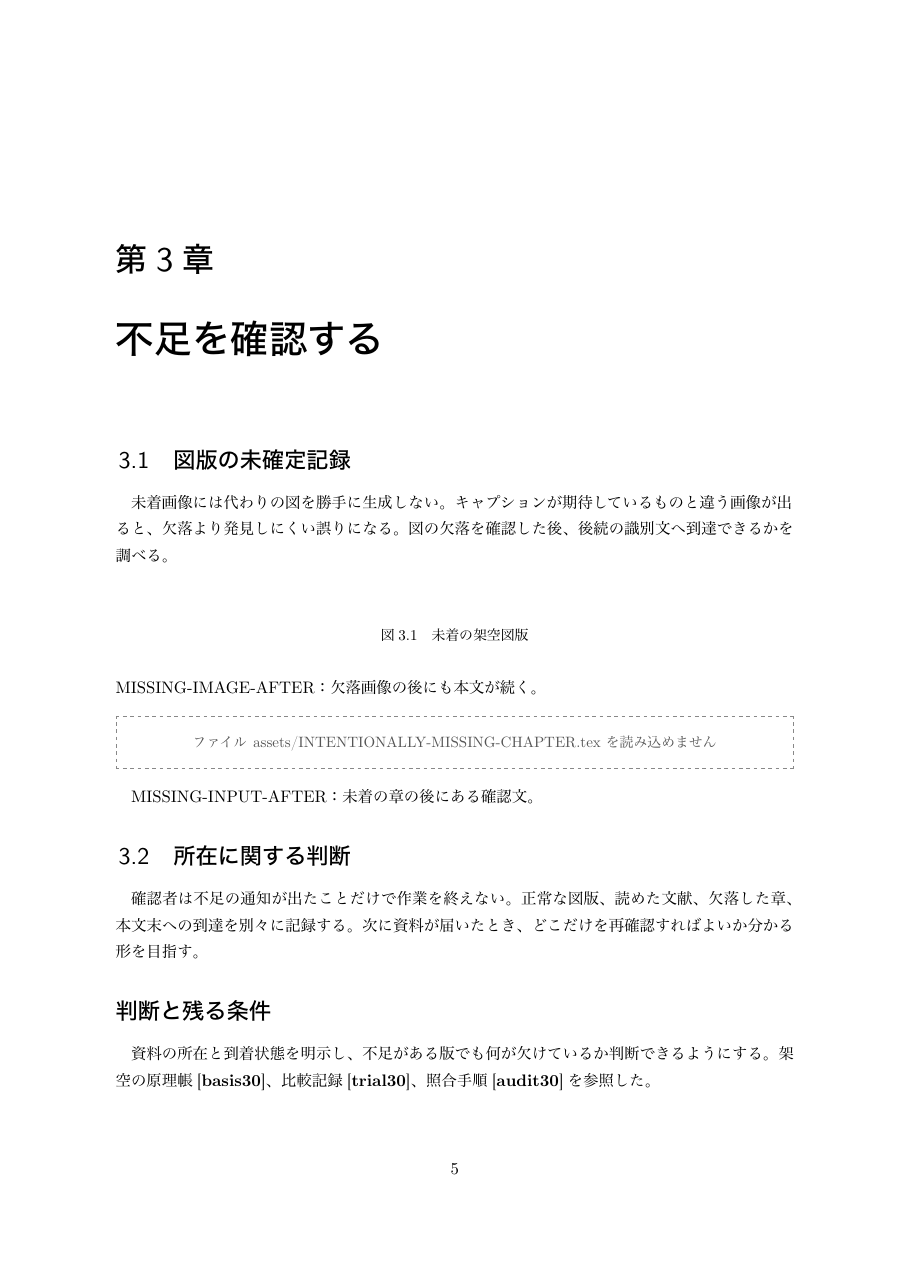 第 3 章
不足を確認する
3.1 図版の未確定記録
未着画像には代わりの図を勝手に生成しない。キャプションが期待しているものと違う画像が出
ると、欠落より発見しにくい誤りになる。図の欠落を確認した後、後続の識別文へ到達できるかを
調べる。
図 3.1 未着の架空図版
MISSING-IMAGE-AFTER：欠落画像の後にも本文が続く。
ファイル assets/INTENTIONALLY-MISSING-CHAPTER.tex を読み込めません
MISSING-INPUT-AFTER：未着の章の後にある確認文。
3.2 所在に関する判断
確認者は不足の通知が出たことだけで作業を終えない。正常な図版、読めた文献、欠落した章、
本文末への到達を別々に記録する。次に資料が届いたとき、どこだけを再確認すればよいか分かる
形を目指す。
判断と残る条件
資料の所在と到着状態を明示し、不足がある版でも何が欠けているか判断できるようにする。架
空の原理帳 [basis30]、比較記録 [trial30]、照合手順 [audit30] を参照した。
5